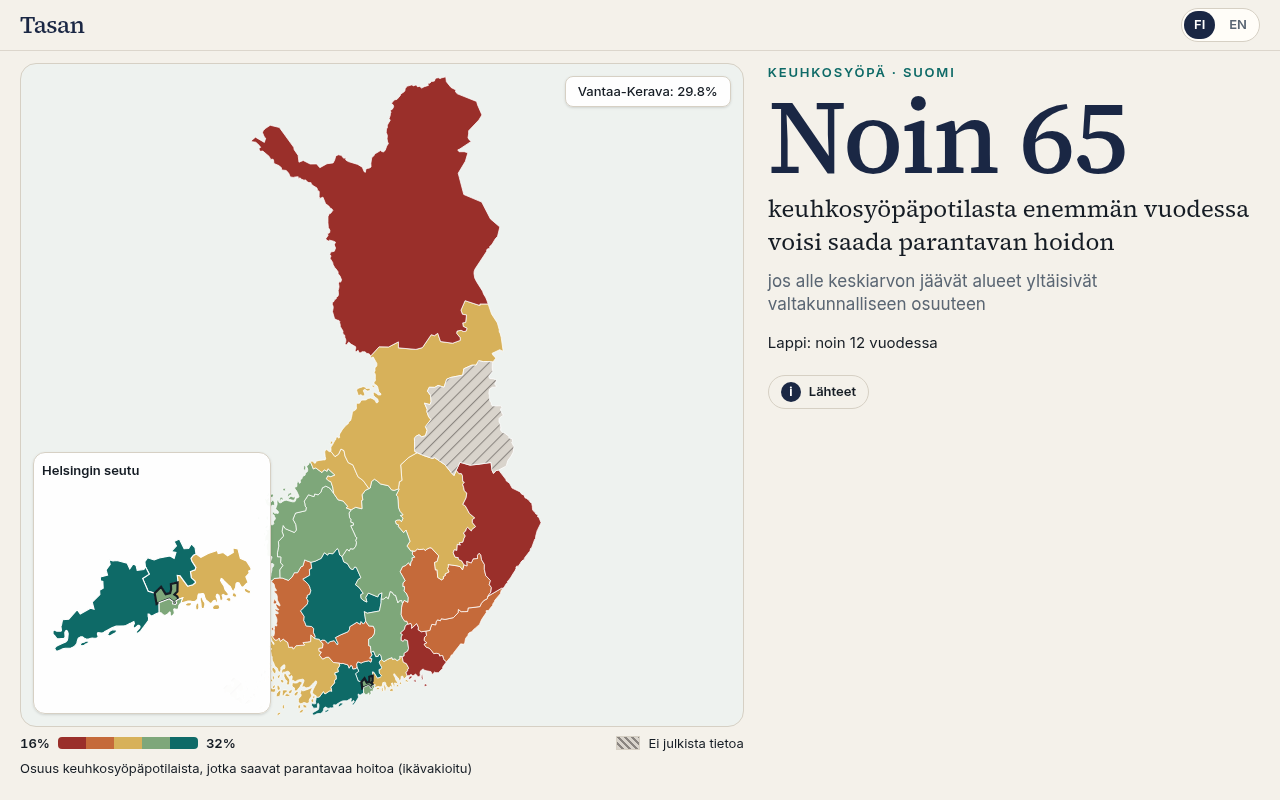 Tasan
FI EN
Vantaa-Kerava: 29.8%
Helsingin seutu
16% 32%
Ei julkista tietoa
Osuus keuhkosyöpäpotilaista, jotka saavat parantavaa hoitoa (ikävakioitu)
KEUHKOSYÖPÄ · SUOMI
Noin 65
keuhkosyöpäpotilasta enemmän vuodessa
voisi saada parantavan hoidon
jos alle keskiarvon jäävät alueet yltäisivät
valtakunnalliseen osuuteen
Lappi: noin 12 vuodessa
i Lähteet